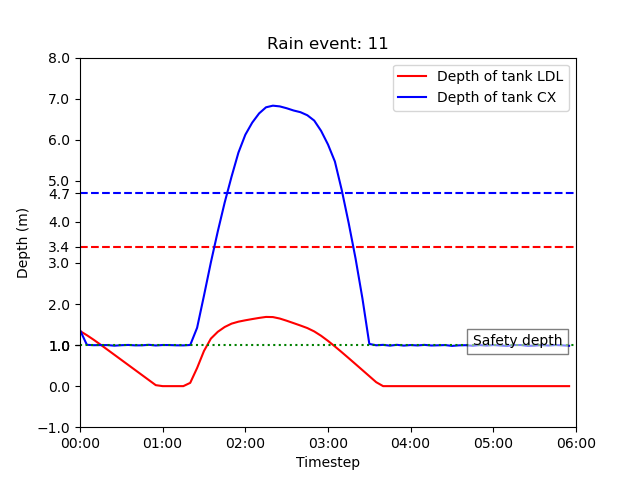 Rain event: 11
Depth of tank LDL
Depth of tank CX
8.0
7.0
6.0
5.0
4.7
4.0
3.4
3.0
2.0
1.0
1.0
0.0
−1.0
Depth (m)
Safety depth
00:00 01:00 02:00 03:00 04:00 05:00 06:00
Timestep